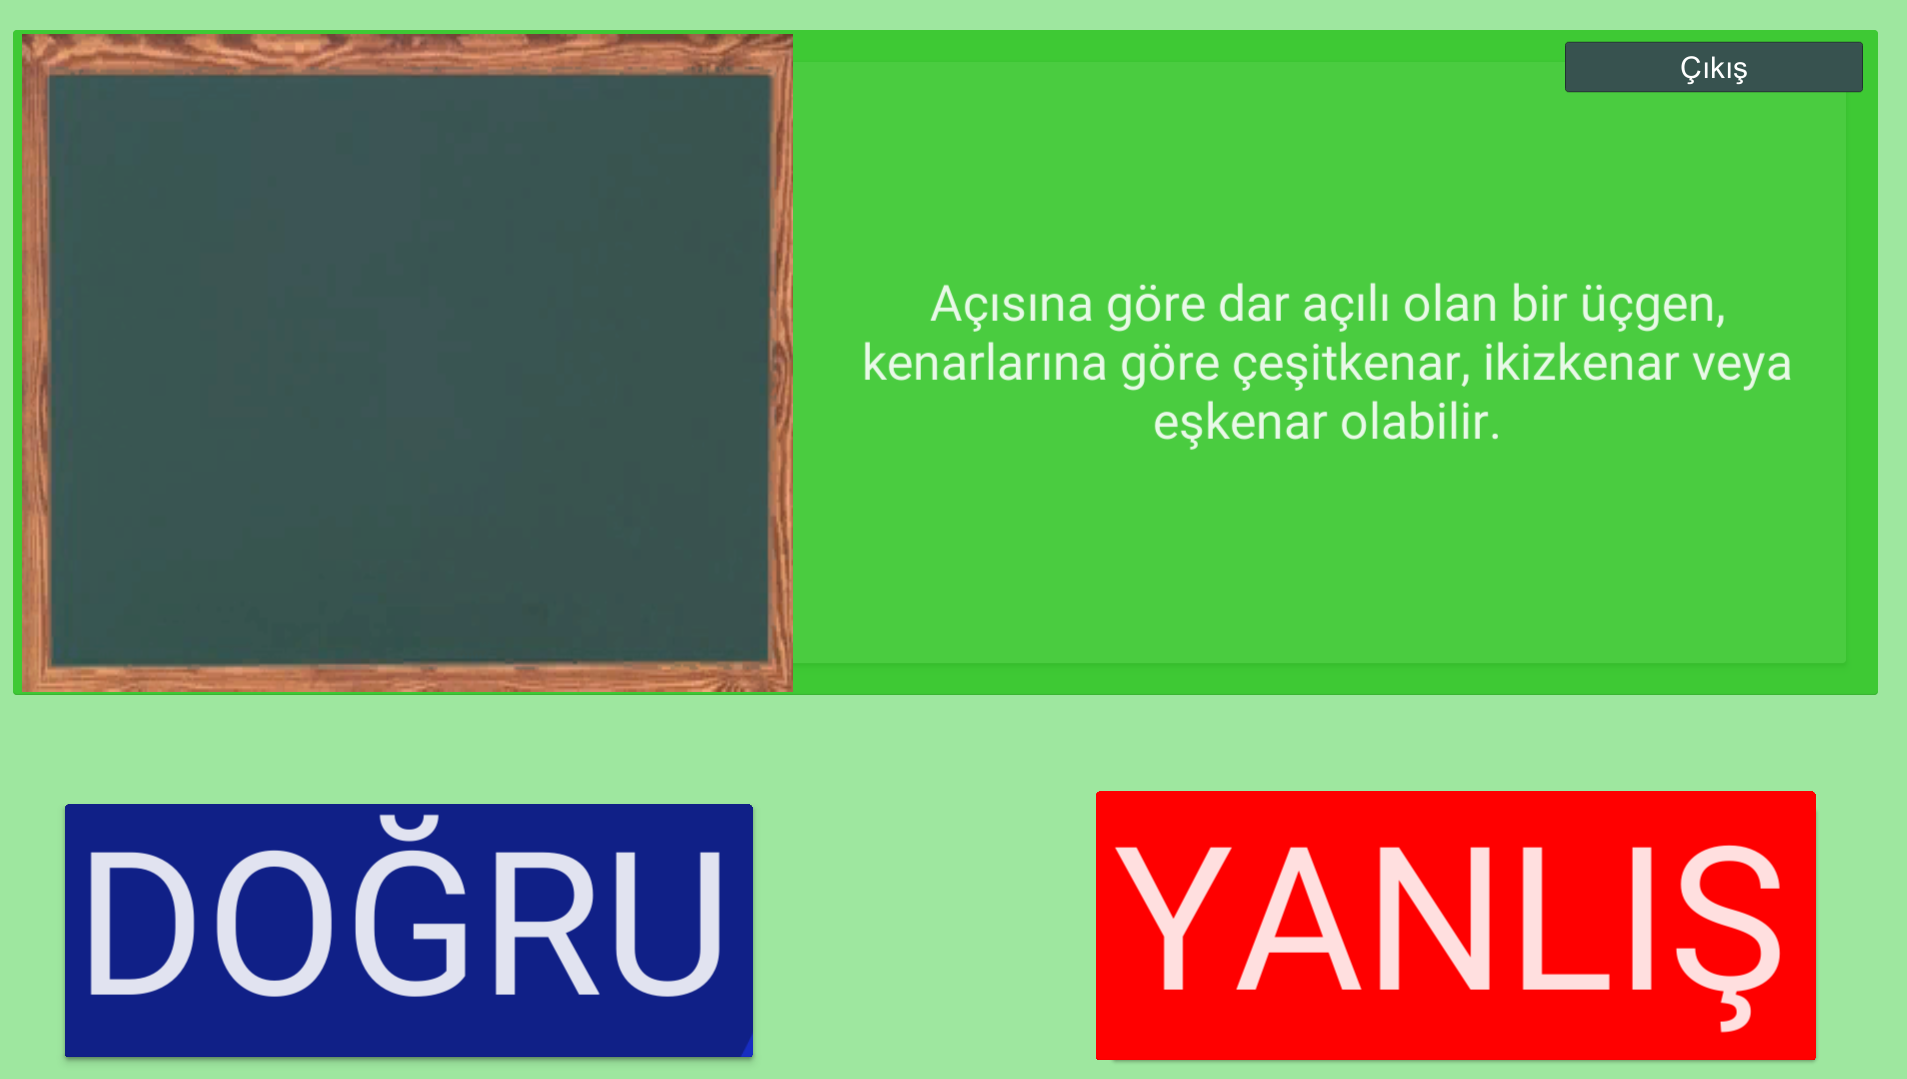 Çıkış
Açısına göre dar açılı olan bir üçgen,
kenarlarına göre çeşitkenar, ikizkenar veya
eşkenar olabilir.
DOĞRU
YANLIŞ